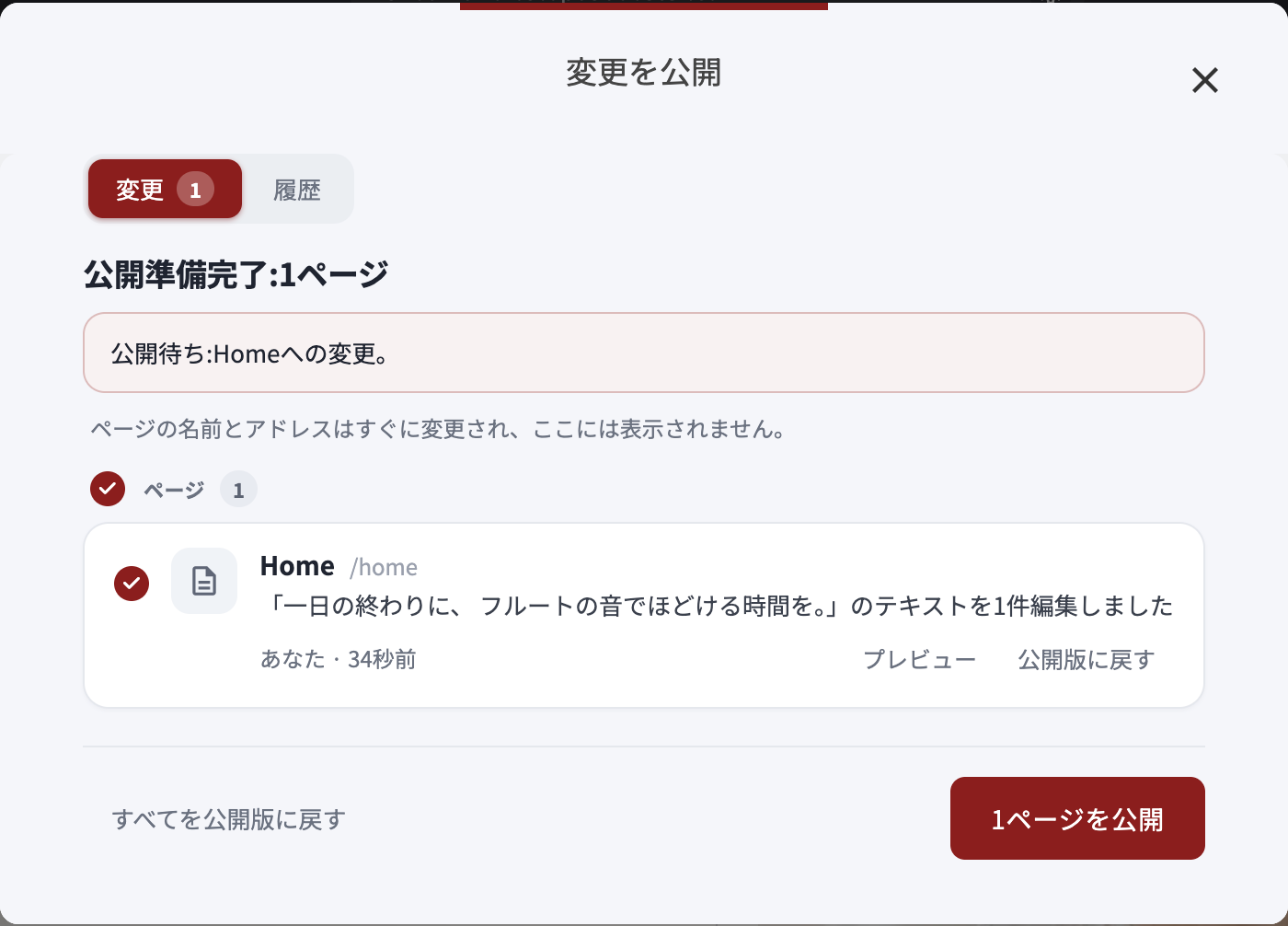 変更を公開
変更 1 履歴
公開準備完了:1ページ
公開待ち:Homeへの変更。
ページの名前とアドレスはすぐに変更され、ここには表示されません。
ページ 1
Home /home
「一日の終わりに、 フルートの音でほどける時間を。」のテキストを1件編集しました
あなた · 34秒前 プレビュー 公開版に戻す
すべてを公開版に戻す 1ページを公開